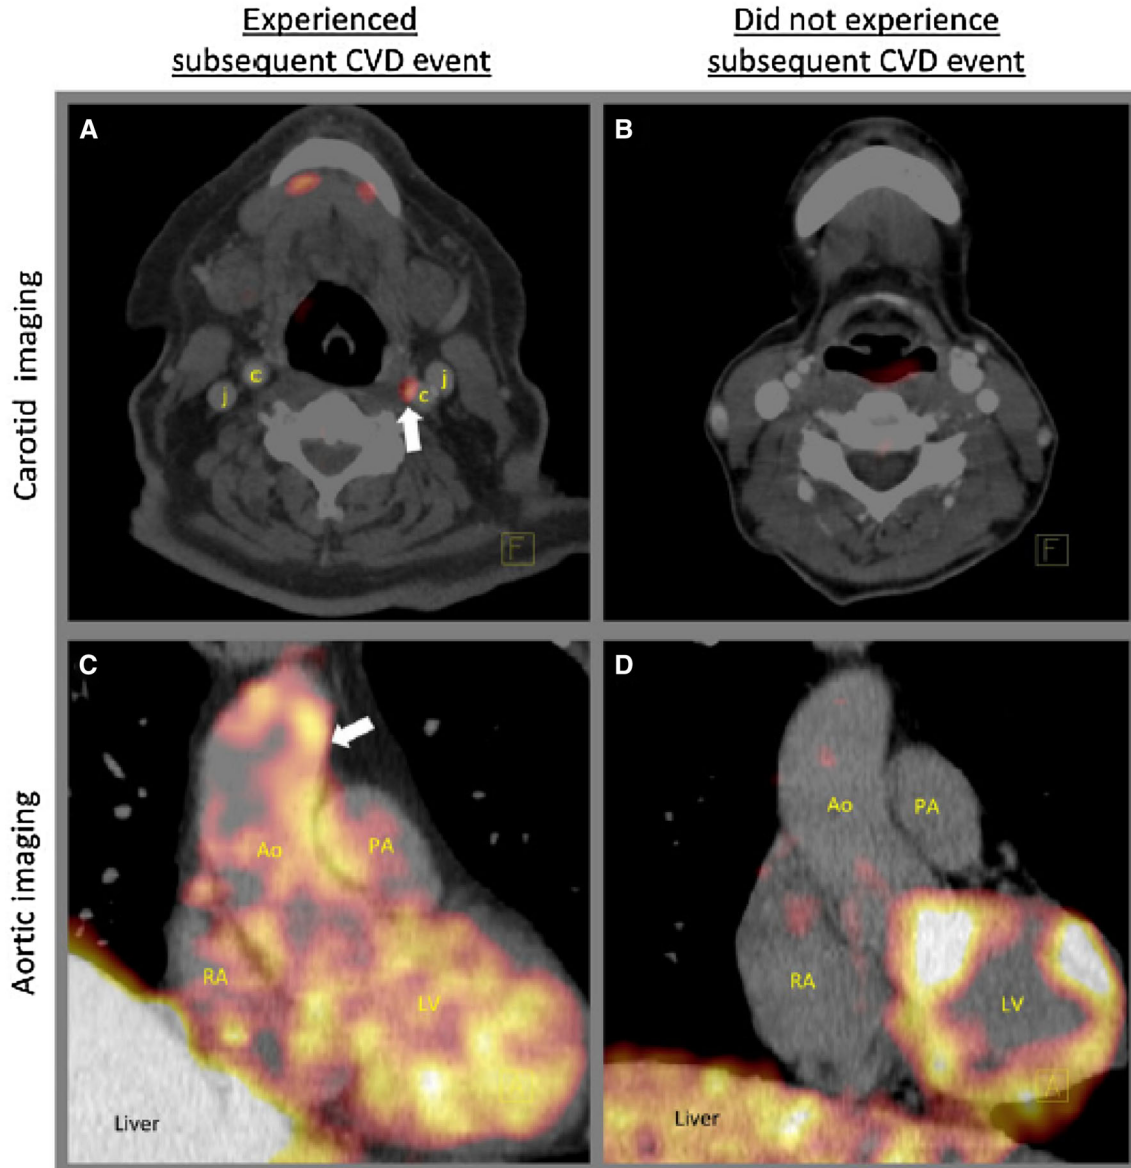 Experienced
subsequent CVD event
Did not experience
subsequent CVD event
Carotid imaging
A
c
j
c
j
F
B
F
Aortic imaging
C
Ao
PA
RA
LV
Liver
D
Ao
PA
RA
LV
A
Liver